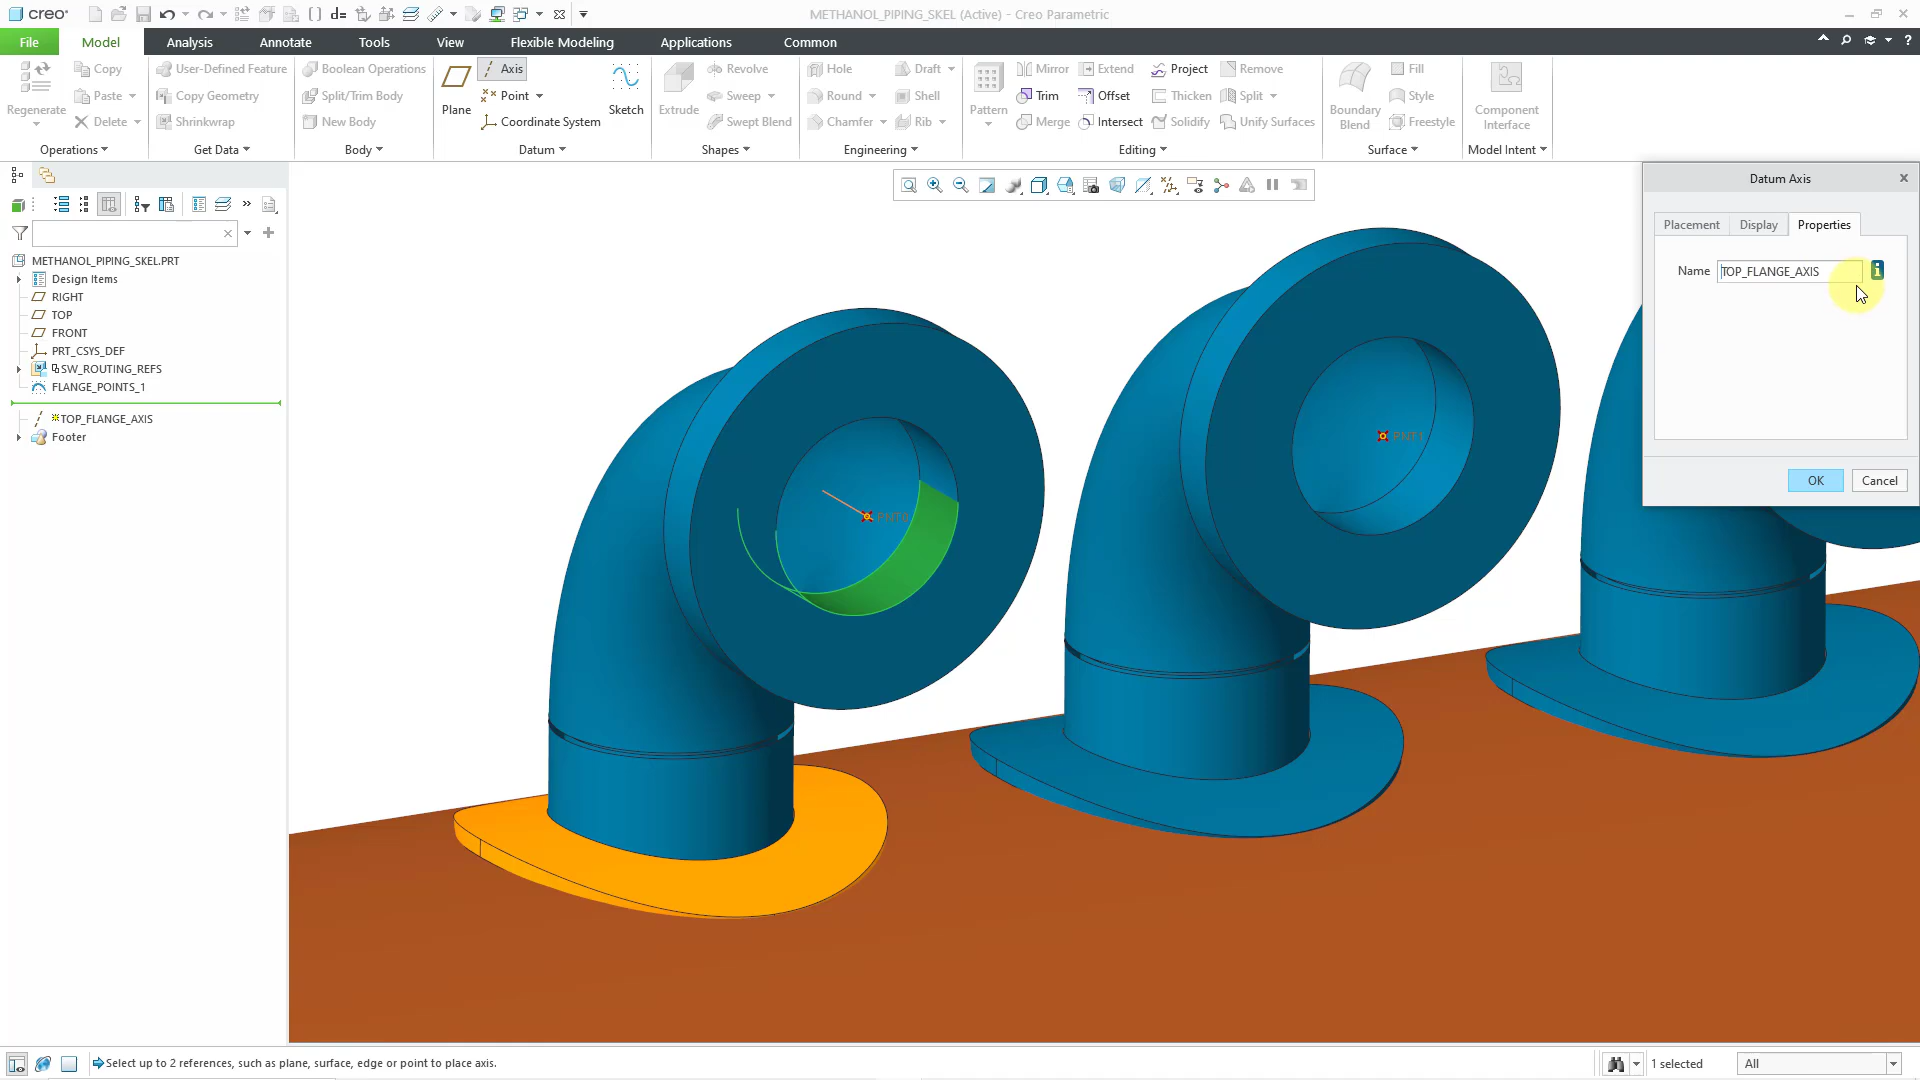 creo
METHANOL_PIPING_SKEL (Active) - Creo Parametric
File
Model
Analysis
Annotate
Tools
View
Flexible Modeling
Applications
Common
Regenerate
Copy
Paste
Delete
Operations
User-Defined Feature
Copy Geometry
Shrinkwrap
Get Data
Boolean Operations
Split/Trim Body
New Body
Body
Plane
Axis
Point
Coordinate System
Sketch
Datum
Extrude
Revolve
Sweep
Swept Blend
Shapes
Hole
Round
Chamfer
Draft
Shell
Rib
Engineering
Pattern
Mirror
Trim
Merge
Extend
Offset
Intersect
Project
Thicken
Solidify
Remove
Split
Unify Surfaces
Editing
Boundary Blend
Fill
Style
Freestyle
Surface
Component Interface
Model Intent
METHANOL_PIPING_SKEL.PRT
Design Items
RIGHT
TOP
FRONT
PRT_CSYS_DEF
SW_ROUTING_REFS
FLANGE_POINTS_1
TOP_FLANGE_AXIS
Footer
PNT0
PNT1
Datum Axis
Placement
Display
Properties
Name
TOP_FLANGE_AXIS
OK
Cancel
Select up to 2 references, such as plane, surface, edge or point to place axis.
1 selected
All